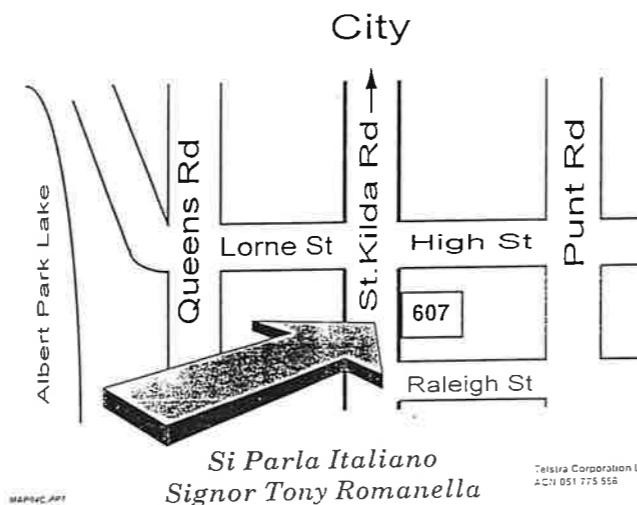 City
Albert Park Lake
Queens Rd
Lorne St
St.Kilda Rd
High St
Punt Rd
607
Raleigh St
Si Parla Italiano
Signor Tony Romanella
Telstra Corporation L
ACN 051 775 556